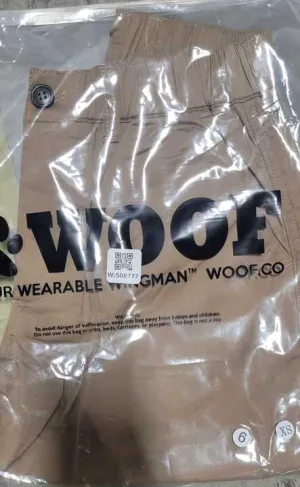 & WOOF
W:508777
UR WEARABLE WINGMAN™ WOOF.CO
To avoid danger of suffocation, keep this bag away from babies and children.
Do not use this bag in cribs, beds, carriages, or playpens. This bag is not a toy.
6" XS